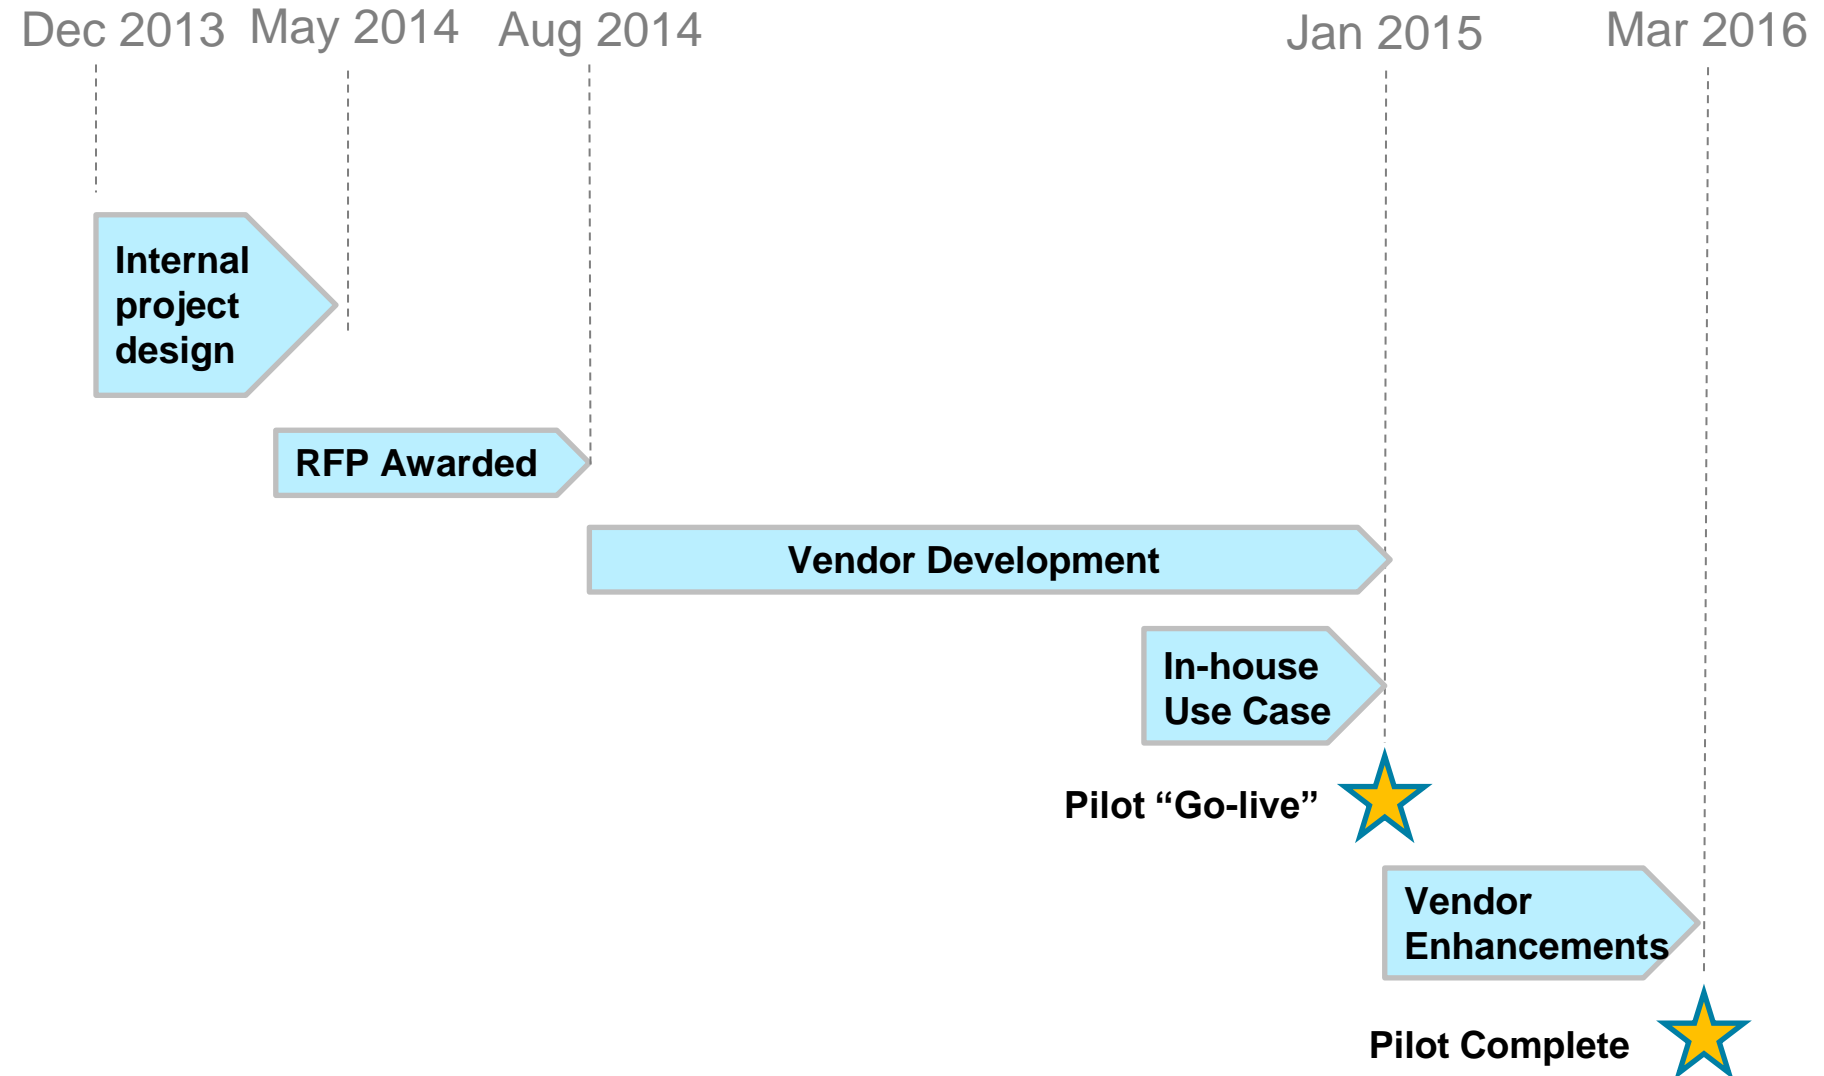 Dec 2013 May 2014 Aug 2014 Jan 2015 Mar 2016
Internal
project
design
RFP Awarded
Vendor Development
In-house
Use Case
Pilot “Go-live”
Vendor
Enhancements
Pilot Complete